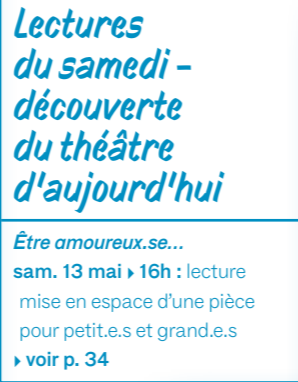 Lectures
du samedi –
découverte
du théâtre
d'aujourd'hui
Être amoureux.se...
sam. 13 mai ▸ 16h : lecture
mise en espace d’une pièce
pour petit.e.s et grand.e.s
▸ voir p. 34